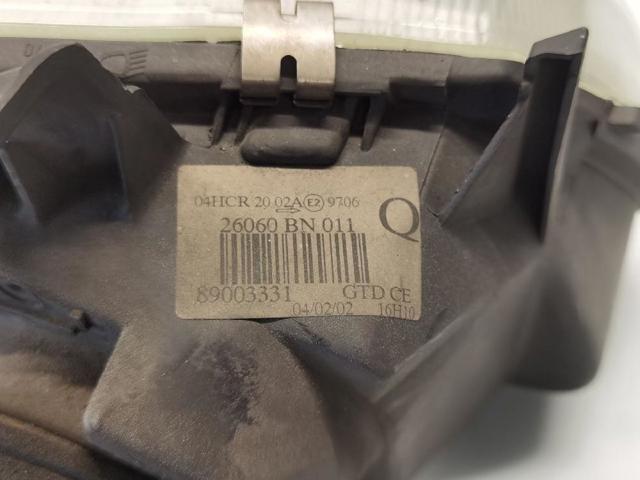 04HCR 20 02A E2 9706
26060 BN 011
Q
89003331 GTD CE
04/02/02 16H10